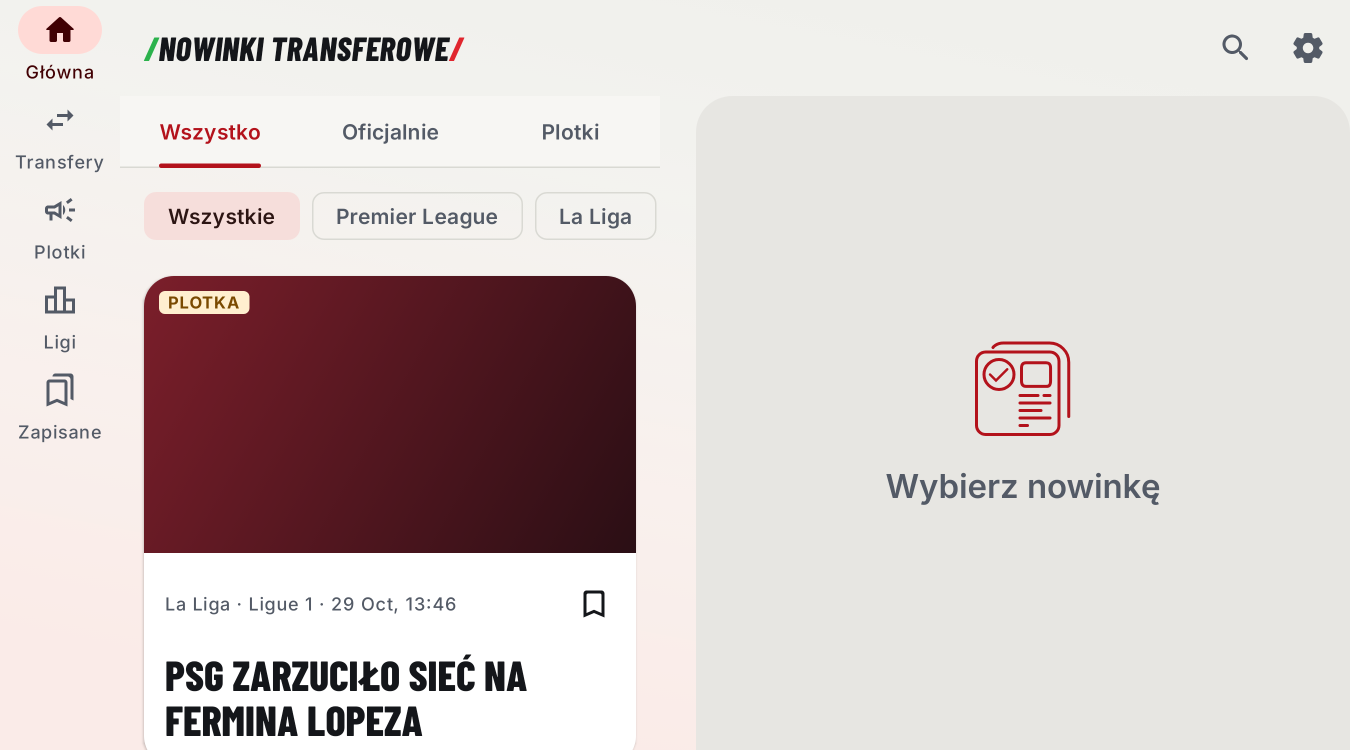 Główna
Transfery
Plotki
Ligi
Zapisane
/NOWINKI TRANSFEROWE/
Wszystko
Oficjalnie
Plotki
Wszystkie
Premier League
La Liga
PLOTKA
La Liga · Ligue 1 · 29 Oct, 13:46
PSG ZARZUCIŁO SIEĆ NA
FERMINA LOPEZA
Wybierz nowinkę